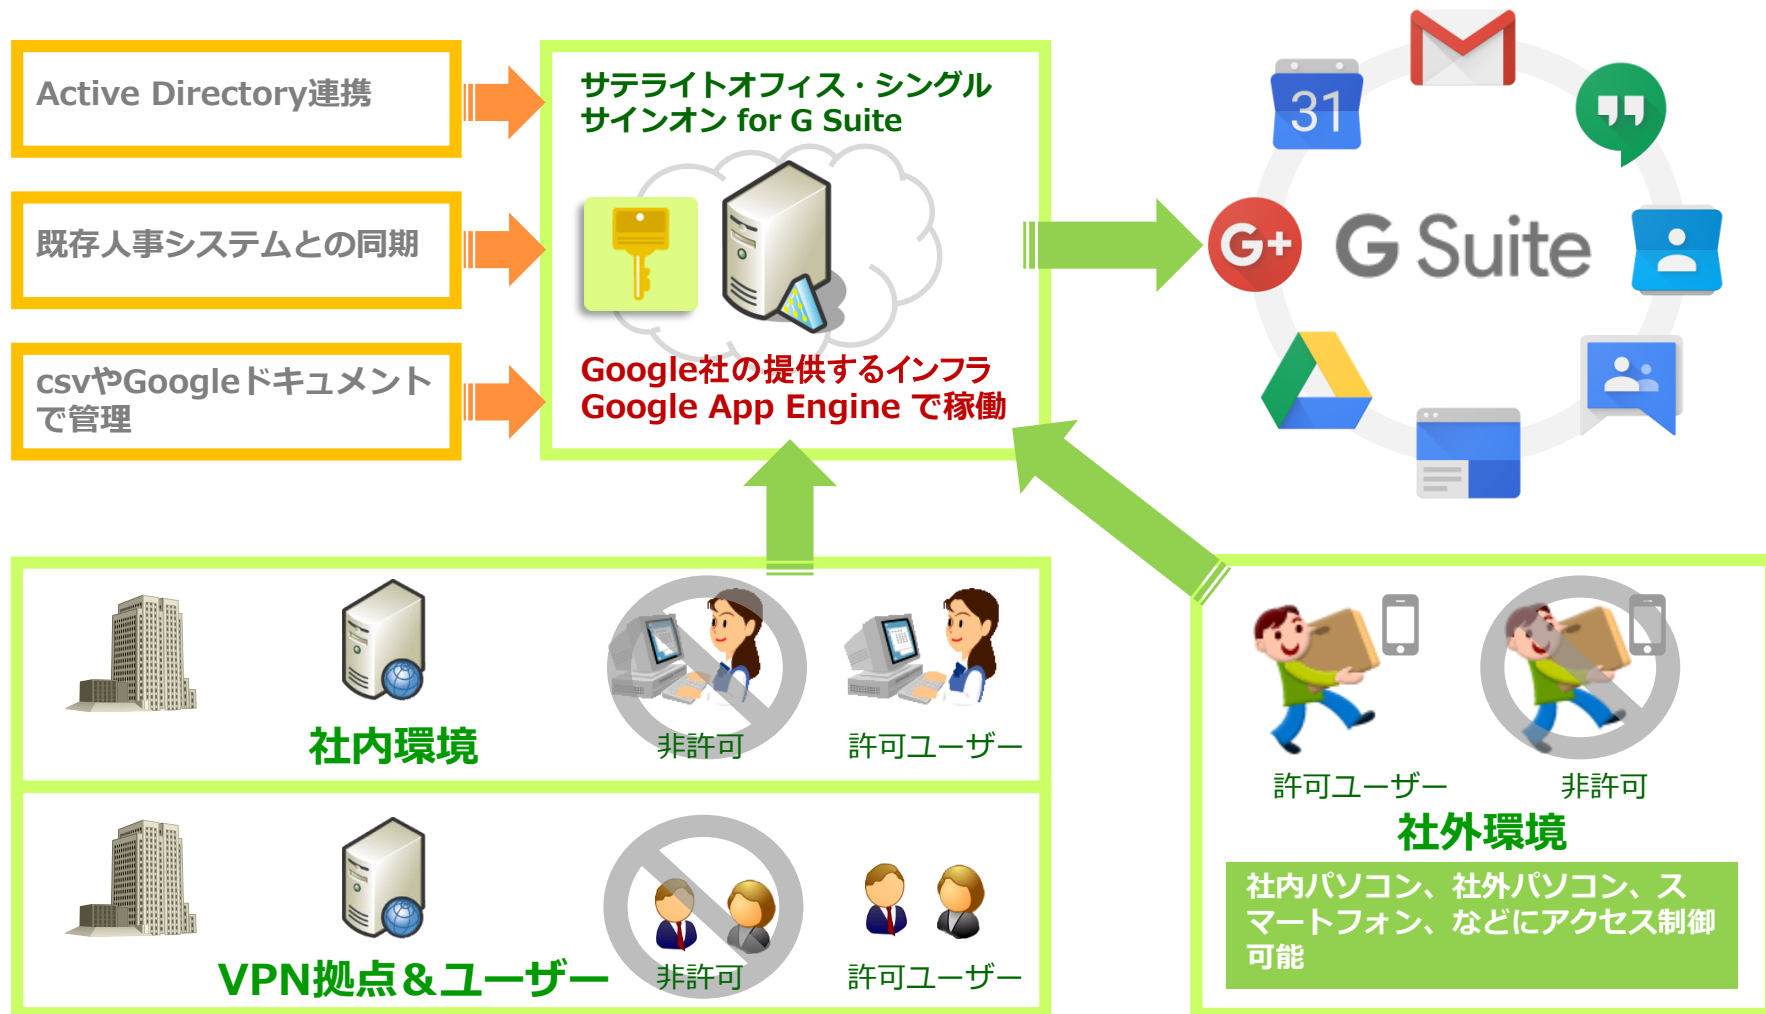 Active Directory連携
既存人事システムとの同期
csvやGoogleドキュメント
で管理
サテライトオフィス・シングル
サインオン for G Suite
Google社の提供するインフラ
Google App Engine で稼働
31
G+
G Suite
社内環境
非許可
許可ユーザー
VPN拠点＆ユーザー
非許可
許可ユーザー
許可ユーザー
非許可
社外環境
社内パソコン、社外パソコン、ス
マートフォン、などにアクセス制御
可能